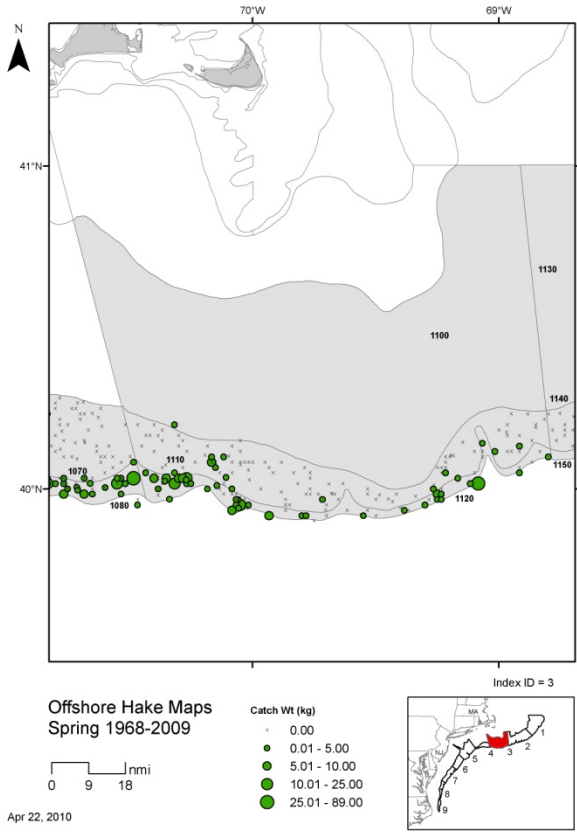 70°W 69°W
N
41°N
1130
1100
1140
1070 1110 1150
40°N
1080 1120
Index ID = 3
Offshore Hake Maps
Spring 1968-2009
0 9 18 nmi
Apr 22, 2010
Catch Wt (kg)
0.00
0.01 - 5.00
5.01 - 10.00
10.01 - 25.00
25.01 - 89.00
MA
NJ
1
2
3
4
5
6
7
8
9